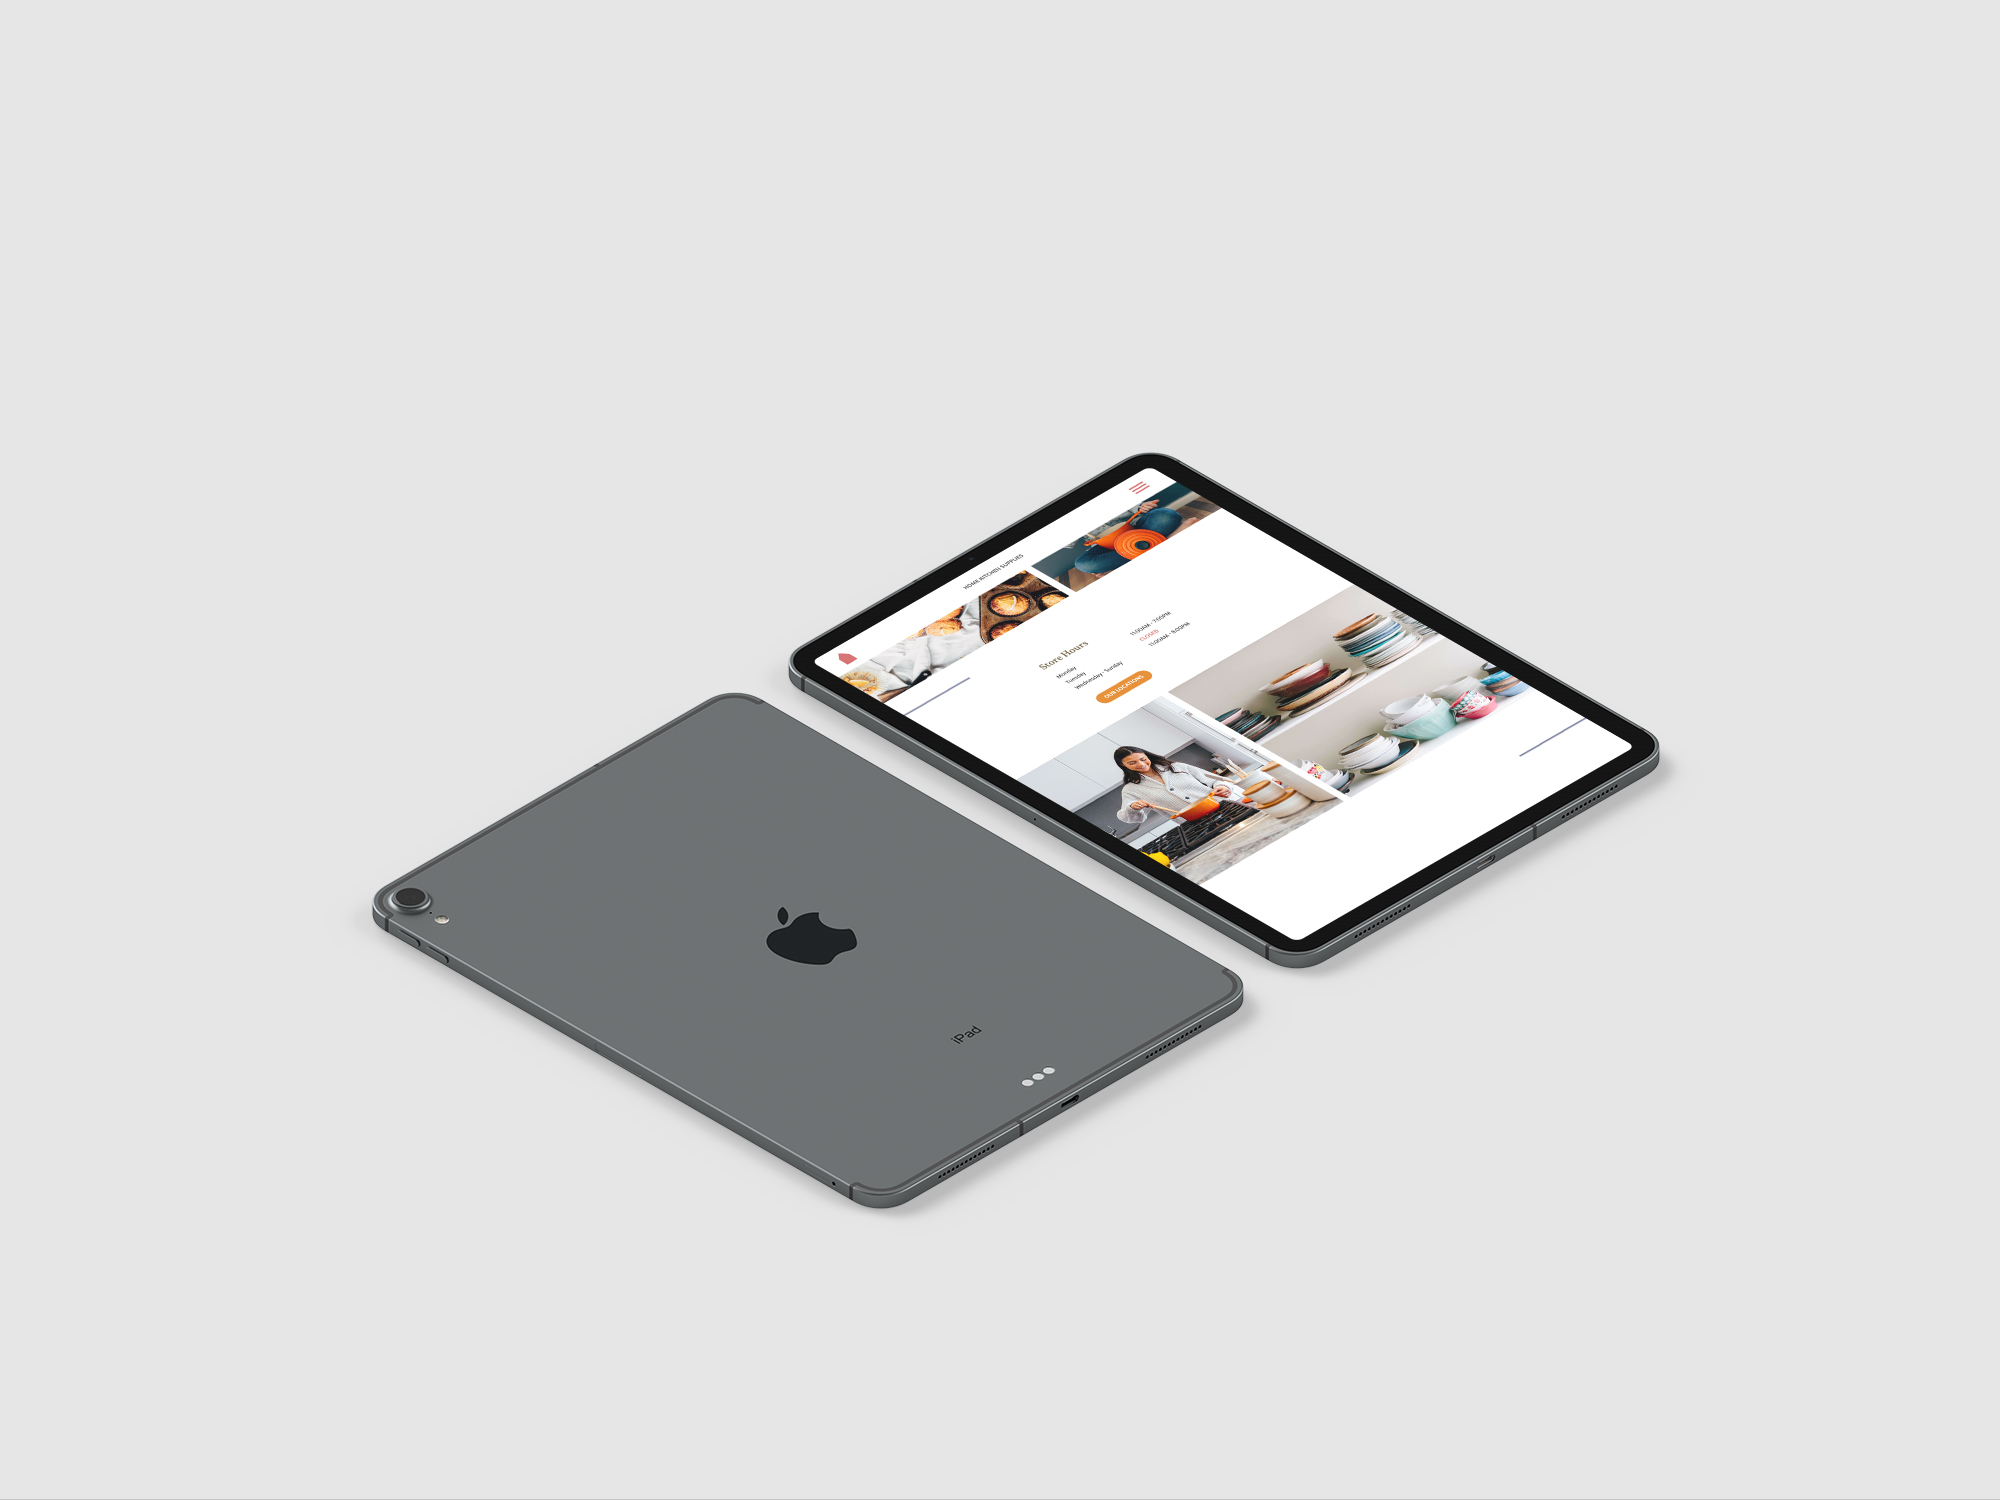 HOME KITCHEN SUPPLIES
Store Hours
Monday 11:00AM - 7:00PM
Tuesday CLOSED
Wednesday - Sunday 11:00AM - 8:00PM
OUR LOCATIONS
iPad